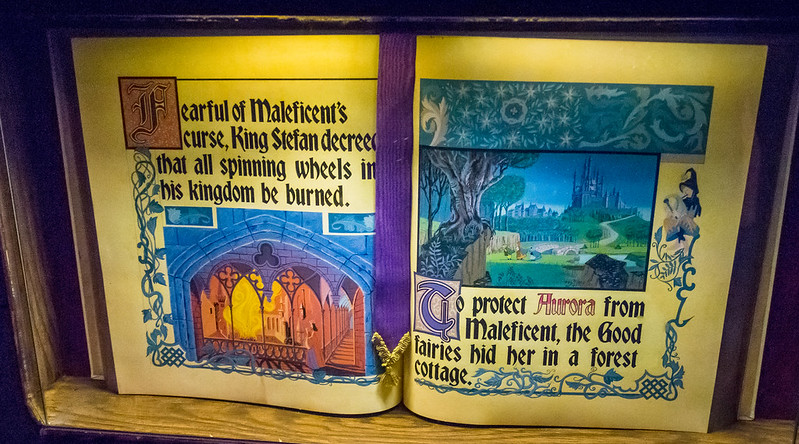 Fearful of Maleficent's
curse, King Stefan decreed
that all spinning wheels in
his kingdom be burned.
To protect Aurora from
Maleficent, the Good
fairies hid her in a forest
cottage.